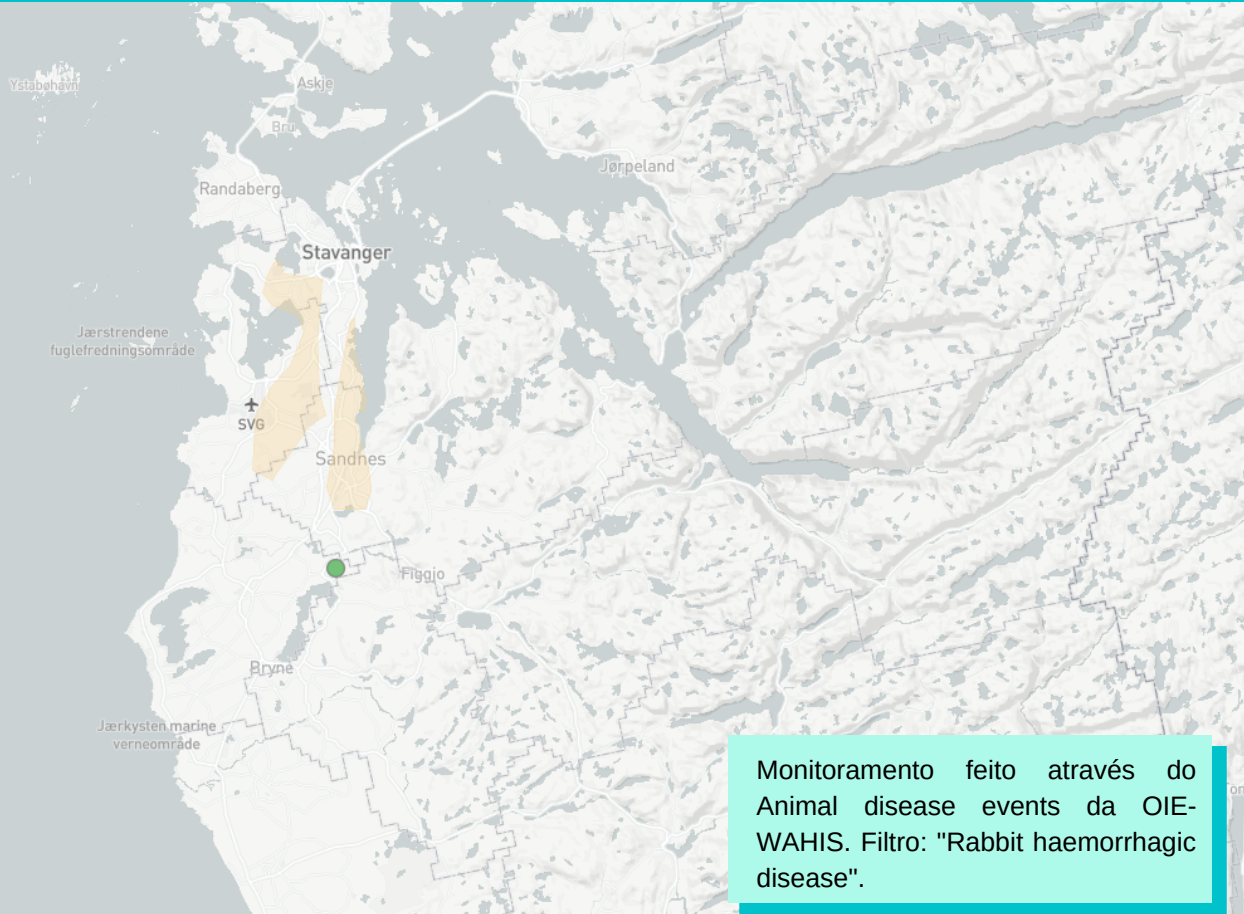 Ystabøhavn
Askje
Bru
Randaberg
Jørpeland
Stavanger
Jærstrendene
fuglefredningsområde
SVG
Sandnes
Figgjo
Bryne
Jærkysten marine
verneområde
Monitoramento feito através do
Animal disease events da OIE-
WAHIS. Filtro: "Rabbit haemorrhagic
disease".